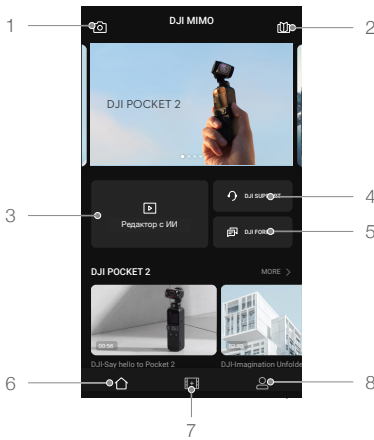 DJI MIMO
1
2
DJI POCKET 2
3
Редактор с ИИ
4
DJI SUPPORT
5
DJI FORUM
DJI POCKET 2
MORE
00:56
DJI-Say hello to Pocket 2
DJI-Imagination Unfolde
6
7
8